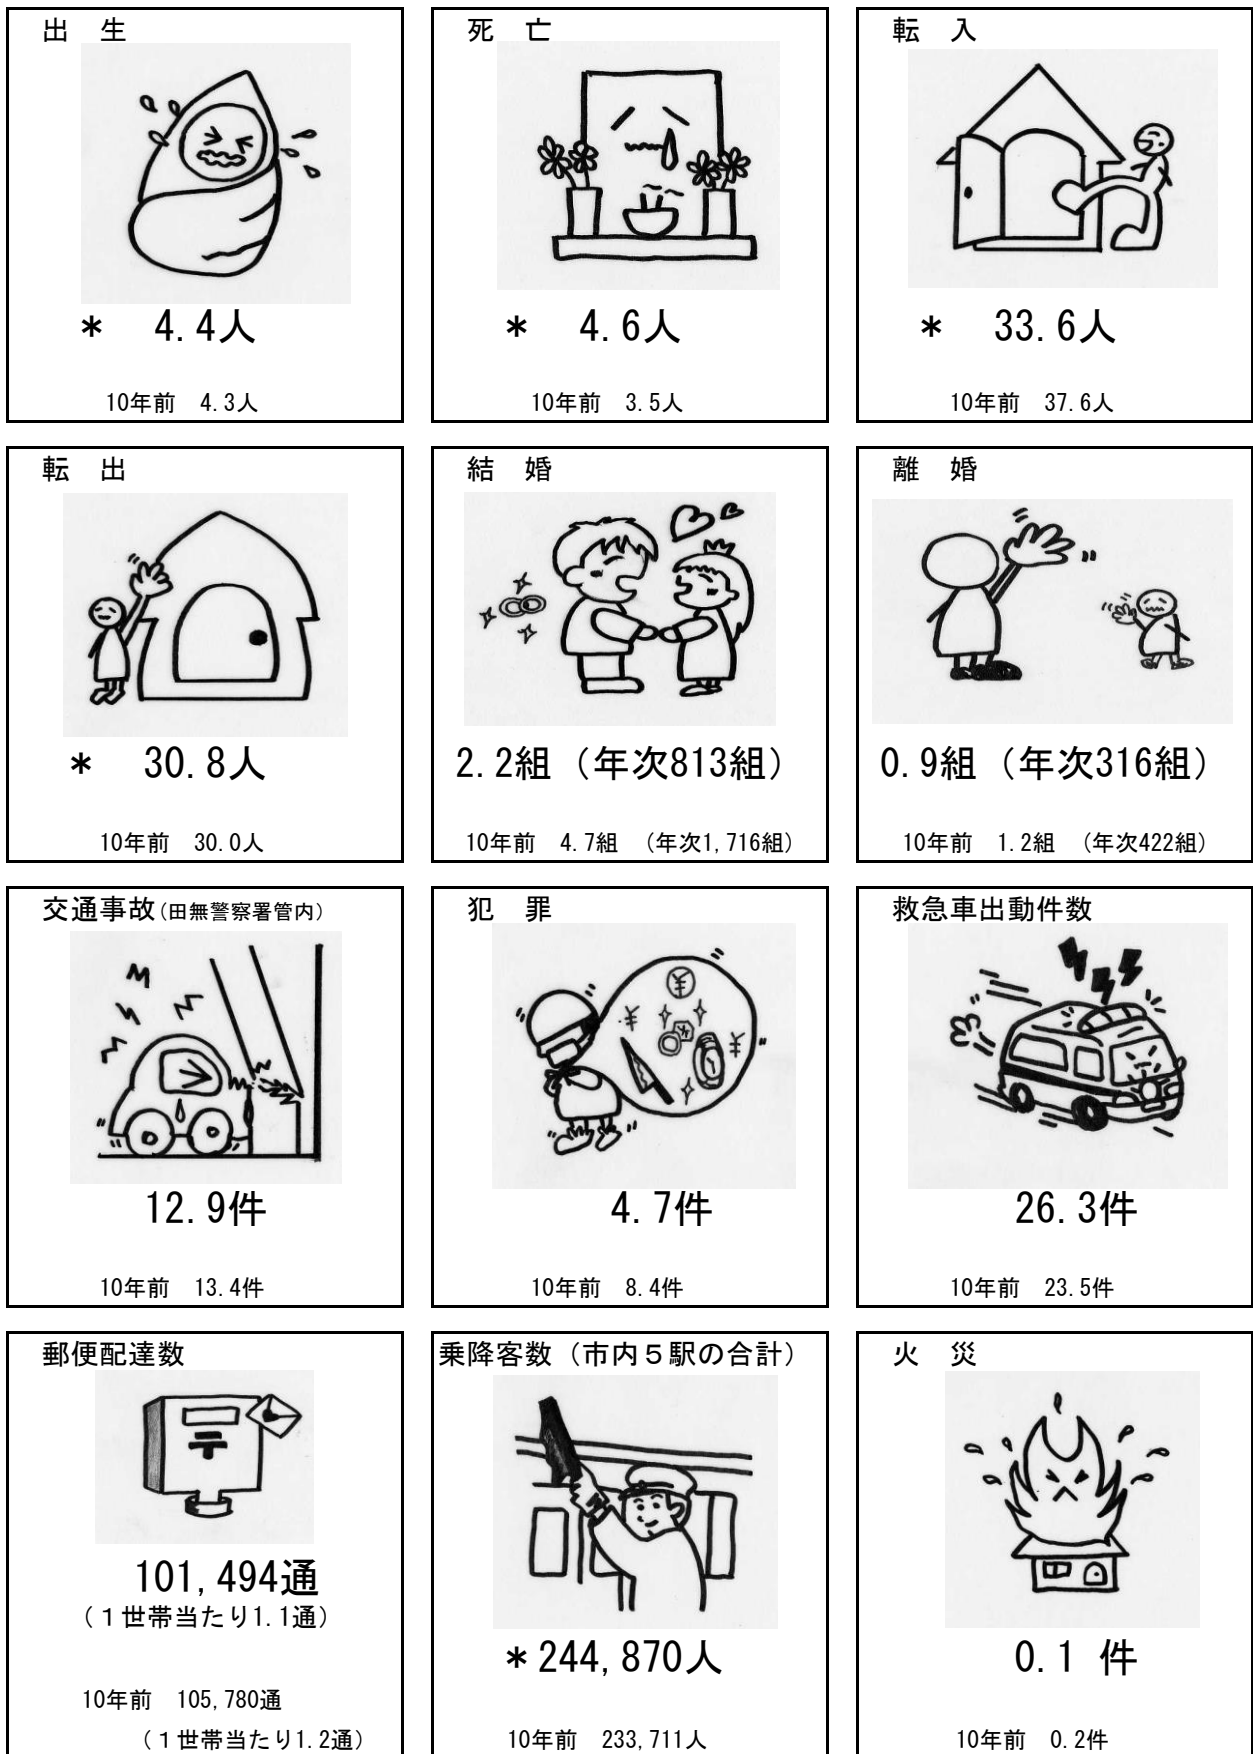 出　生
＊　4.4人
10年前　4.3人
死　亡
＊　4.6人
10年前　3.5人
転　入
＊　33.6人
10年前　37.6人
転　出
＊　30.8人
10年前　30.0人
結　婚
2.2組（年次813組）
10年前　4.7組　（年次1,716組）
離　婚
0.9組（年次316組）
10年前　1.2組　（年次422組）
交通事故(田無警察署管内)
12.9件
10年前　13.4件
犯　罪
¥
¥
¥
4.7件
10年前　8.4件
救急車出動件数
26.3件
10年前　23.5件
郵便配達数
〒
101,494通
（１世帯当たり1.1通）
10年前　105,780通
（１世帯当たり1.2通）
乗降客数（市内５駅の合計）
＊244,870人
10年前　233,711人
火　災
0.1 件
10年前　0.2件